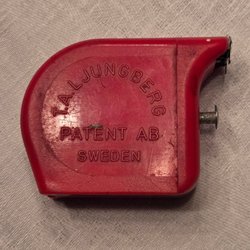 T.A. LJUNGBERG
PATENT AB.
SWEDEN